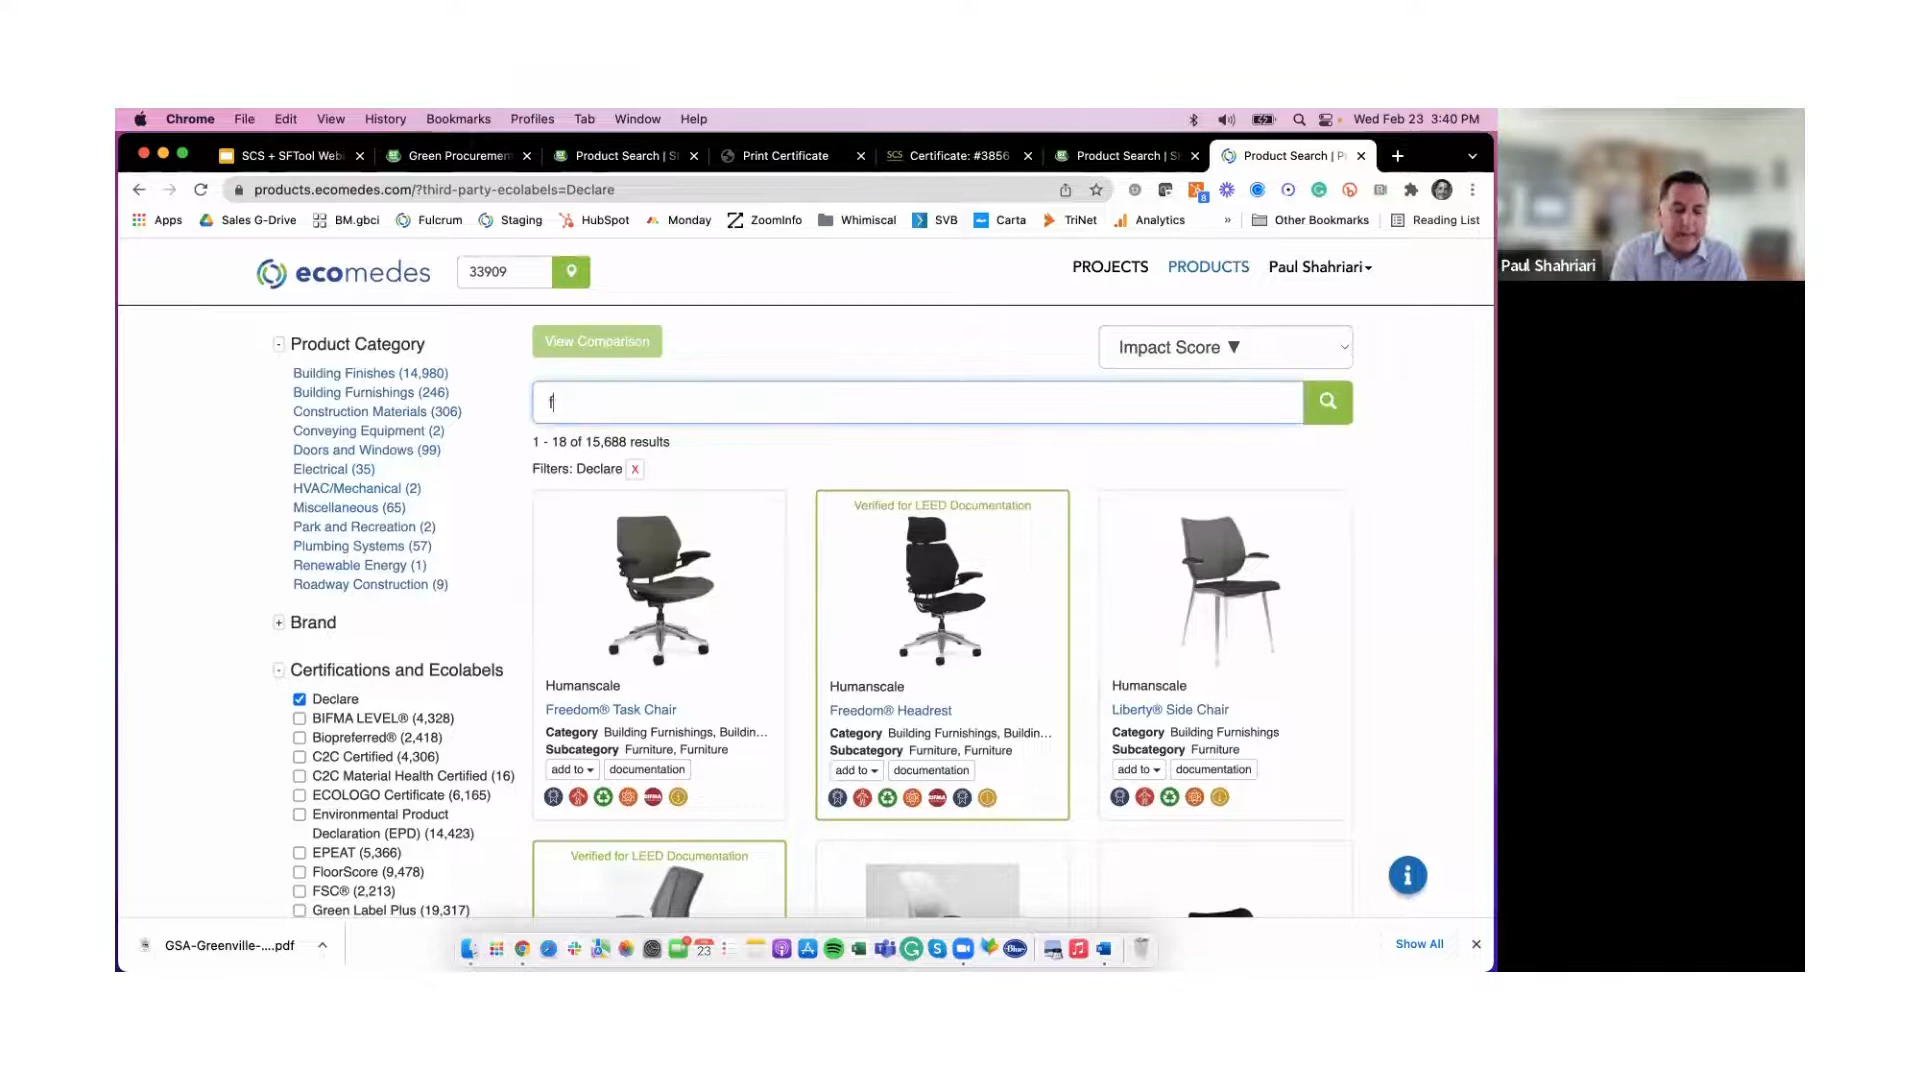 Chrome File Edit View History Bookmarks Profiles Tab Window Help Wed Feb 23 3:40 PM
SCS + SFTool Webi Green Procuremen Product Search | S Print Certificate SCS Certificate: #3856 Product Search | S Product Search | P
products.ecomedes.com/?third-party-ecolabels=Declare
Apps Sales G-Drive BM.gbci Fulcrum Staging HubSpot Monday ZoomInfo Whimiscal SVB Carta TriNet Analytics » Other Bookmarks Reading List
ecomedes 33909 PROJECTS PRODUCTS Paul Shahriari
Paul Shahriari
Product Category
Building Finishes (14,980)
Building Furnishings (246)
Construction Materials (306)
Conveying Equipment (2)
Doors and Windows (99)
Electrical (35)
HVAC/Mechanical (2)
Miscellaneous (65)
Park and Recreation (2)
Plumbing Systems (57)
Renewable Energy (1)
Roadway Construction (9)
Brand
Certifications and Ecolabels
Declare
BIFMA LEVEL® (4,328)
Biopreferred® (2,418)
C2C Certified (4,306)
C2C Material Health Certified (16)
ECOLOGO Certificate (6,165)
Environmental Product
Declaration (EPD) (14,423)
EPEAT (5,366)
FloorScore (9,478)
FSC® (2,213)
Green Label Plus (19,317)
View Comparison
Impact Score ▼
f
1 - 18 of 15,688 results
Filters: Declare X
Humanscale
Freedom® Task Chair
Category Building Furnishings, Buildin...
Subcategory Furniture, Furniture
add to documentation
BIFMA
Verified for LEED Documentation
Humanscale
Freedom® Headrest
Category Building Furnishings, Buildin...
Subcategory Furniture, Furniture
add to documentation
BIFMA
Humanscale
Liberty® Side Chair
Category Building Furnishings
Subcategory Furniture
add to documentation
Verified for LEED Documentation
i
GSA-Greenville-....pdf
23
Show All